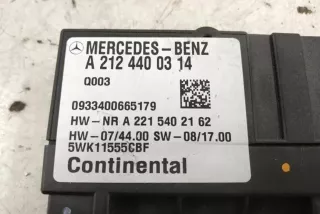 MERCEDES-BENZ
A 212 440 03 14
Q003
0933400665179
HW-NR A 221 540 21 62
HW-07/44.00 SW-08/17.00
5WK11555CBF
Continental